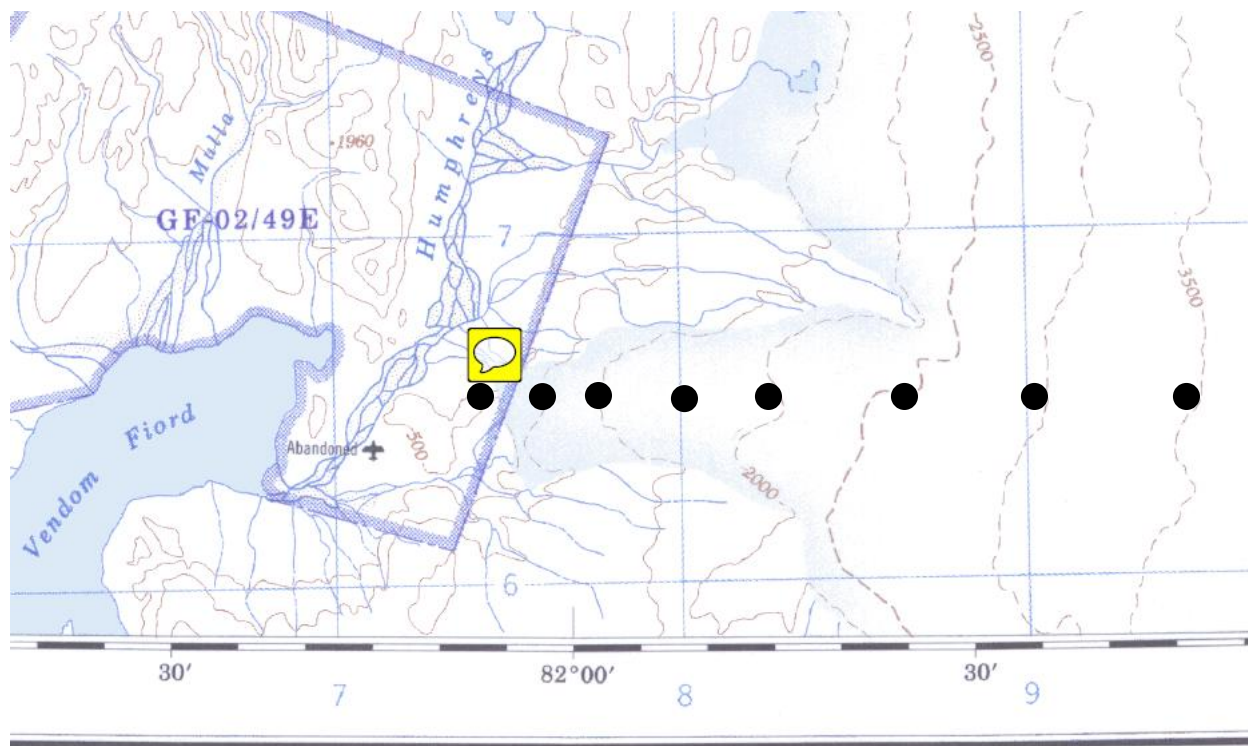 2500
Humphreys
1960
Mulla
GF-02/49E
7
3500
Fiord
Abandoned
500
2000
Vendom
6
30′
82°00′
30′
7
8
9